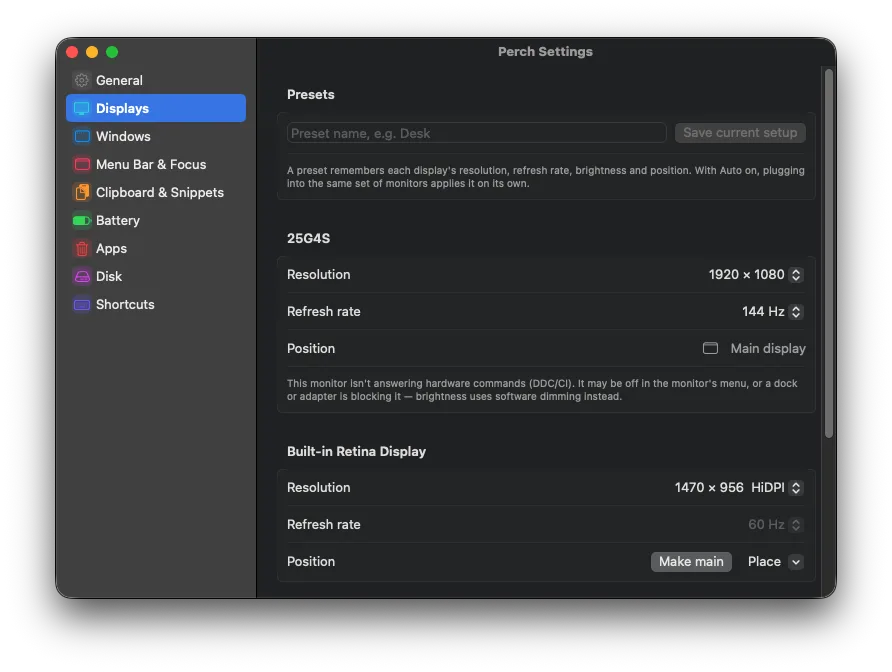 Perch Settings
General
Displays
Windows
Menu Bar & Focus
Clipboard & Snippets
Battery
Apps
Disk
Shortcuts
Presets
Preset name, e.g. Desk
Save current setup
A preset remembers each display's resolution, refresh rate, brightness and position. With Auto on, plugging
into the same set of monitors applies it on its own.
25G4S
Resolution 1920 × 1080
Refresh rate 144 Hz
Position Main display
This monitor isn't answering hardware commands (DDC/CI). It may be off in the monitor's menu, or a dock
or adapter is blocking it — brightness uses software dimming instead.
Built-in Retina Display
Resolution 1470 × 956 HiDPI
Refresh rate 60 Hz
Position Make main Place